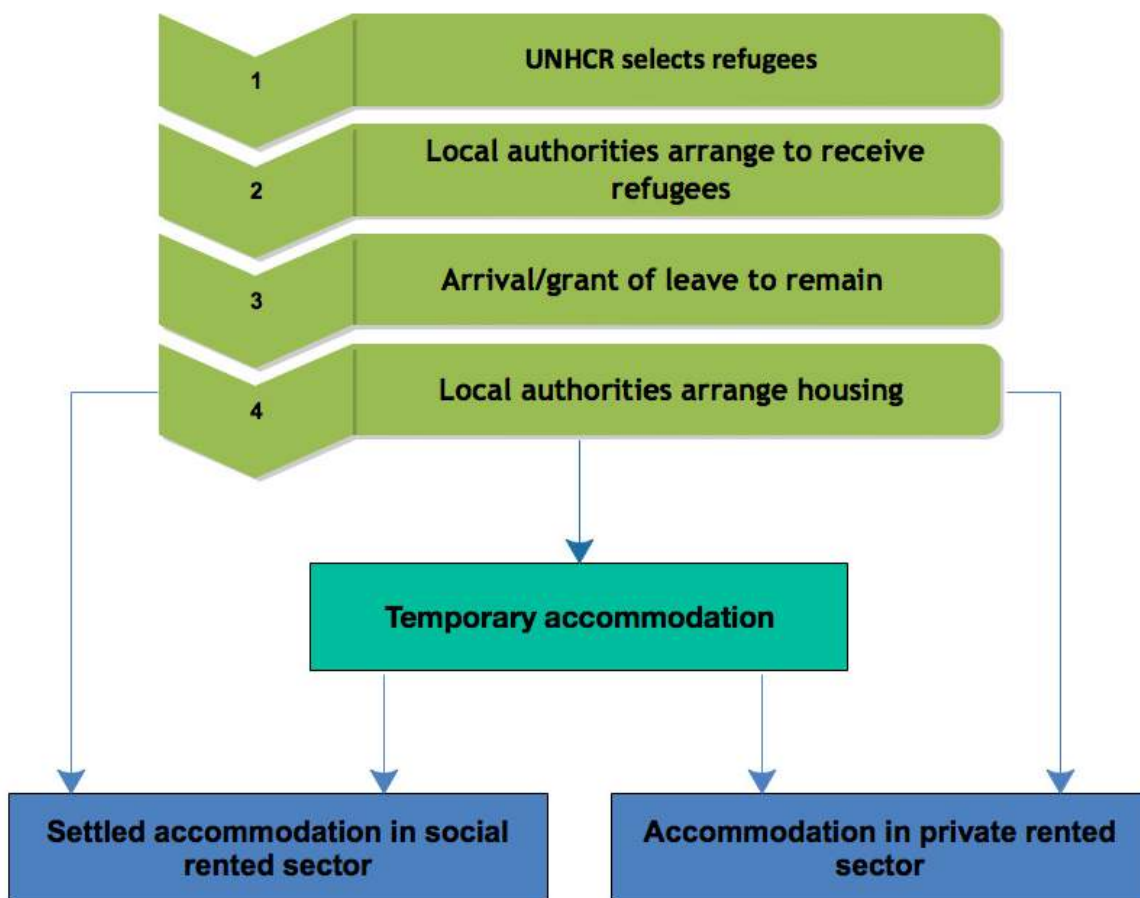 1
UNHCR selects refugees
2
Local authorities arrange to receive
refugees
3
Arrival/grant of leave to remain
4
Local authorities arrange housing
Temporary accommodation
Settled accommodation in social
rented sector
Accommodation in private rented
sector